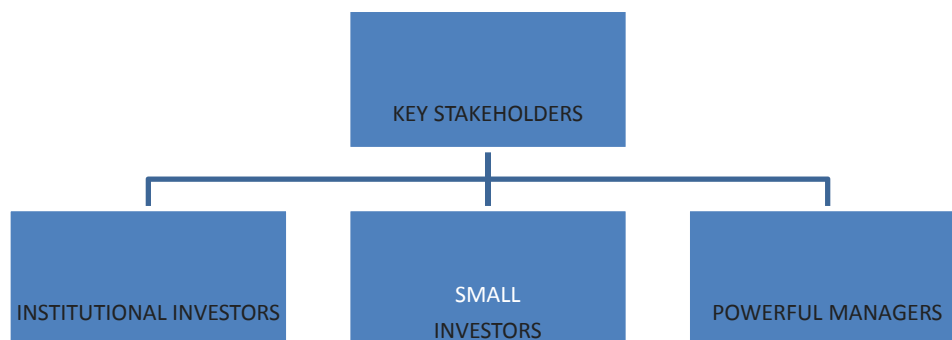 KEY STAKEHOLDERS
INSTITUTIONAL INVESTORS
SMALL
INVESTORS
POWERFUL MANAGERS